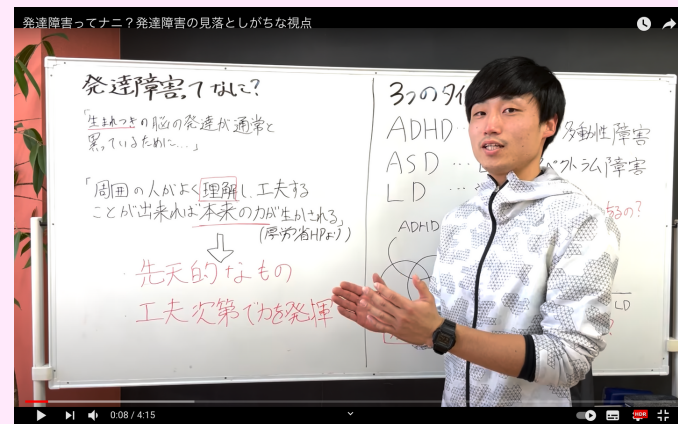 発達障害ってナニ？発達障害の見落としがちな視点
発達障害ってなに?
「生まれつきの脳の発達が通常と
異っているために…」
「周囲の人がよく理解し、工夫する
ことが出来れば本来の力が生かされる」
(厚労省HPより)
・先天的なもの
・工夫次第で力を発揮
3つのタイ
ADHD … 多動性障害
ASD … ペクトラム障害
LD …
ちるの?
ADHD
LD
0:08 / 4:15
HDR